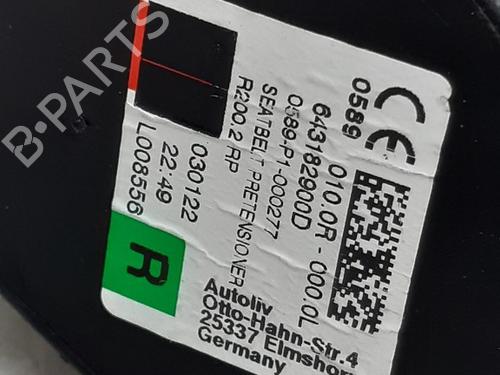 B-PARTS
CE
0589
010.0R - 000.0L
643182900D
0589-P1-000277
SEATBELT PRETENSIONER
R200.2 RP
030122
22:49
L008556
R
Autoliv
Otto-Hahn-Str.4
25337 Elmshorn
Germany